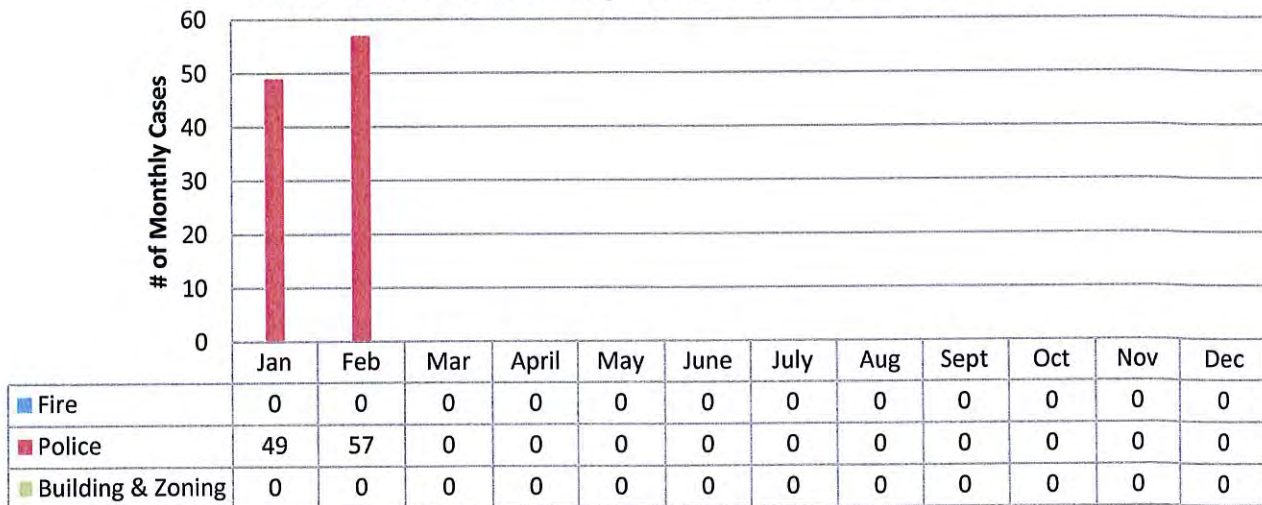 60
50
40
30
20
10
0
# of Monthly Cases
Jan Feb Mar April May June July Aug Sept Oct Nov Dec
Fire 0 0 0 0 0 0 0 0 0 0 0 0
Police 49 57 0 0 0 0 0 0 0 0 0 0
Building & Zoning 0 0 0 0 0 0 0 0 0 0 0 0